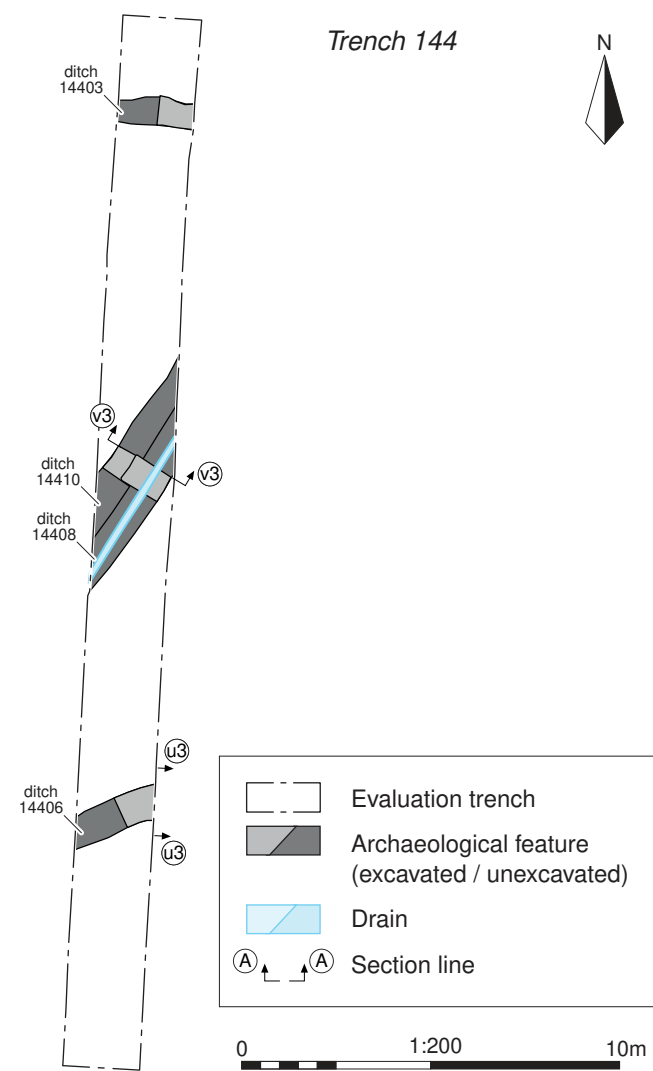 Trench 144
N
ditch
14403
v3
v3
ditch
14410
ditch
14408
u3
ditch
14406
u3
Evaluation trench
Archaeological feature
(excavated / unexcavated)
Drain
A A
Section line
0 1:200 10m